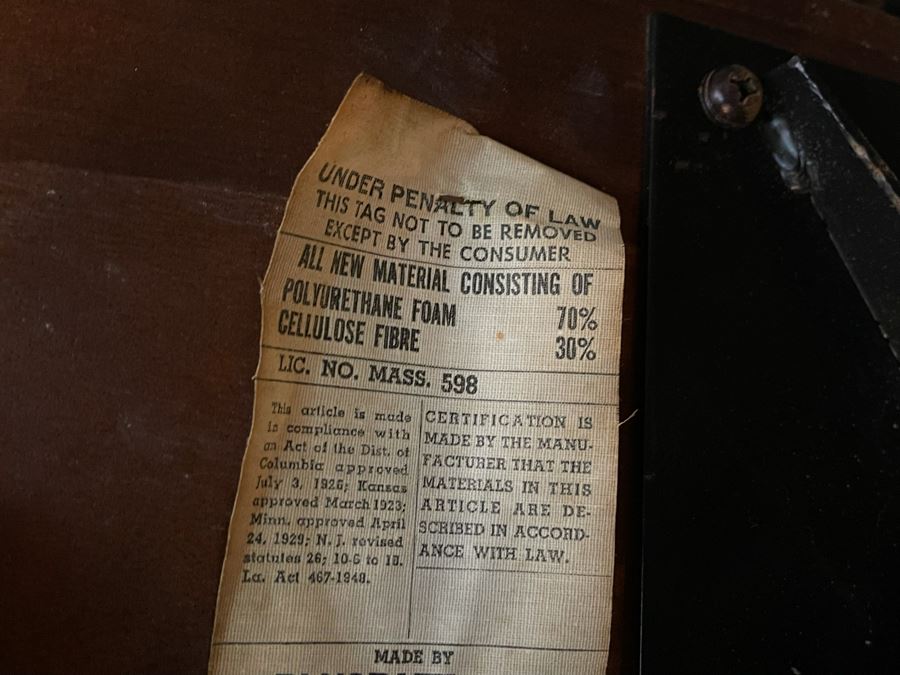 UNDER PENALTY OF LAW
THIS TAG NOT TO BE REMOVED
EXCEPT BY THE CONSUMER
ALL NEW MATERIAL CONSISTING OF
POLYURETHANE FOAM 70%
CELLULOSE FIBRE 30%
LIC. NO. MASS. 598
This article is made
in compliance with
an Act of the Dist. of
Columbia approved
July 3, 1926; Kansas
approved March 1923;
Minn. approved April
24, 1929; N. J. revised
statutes 26; 10-6 to 18.
La. Act 467-1948.
CERTIFICATION IS
MADE BY THE MANU-
FACTURER THAT THE
MATERIALS IN THIS
ARTICLE ARE DE-
SCRIBED IN ACCORD-
ANCE WITH LAW.
MADE BY